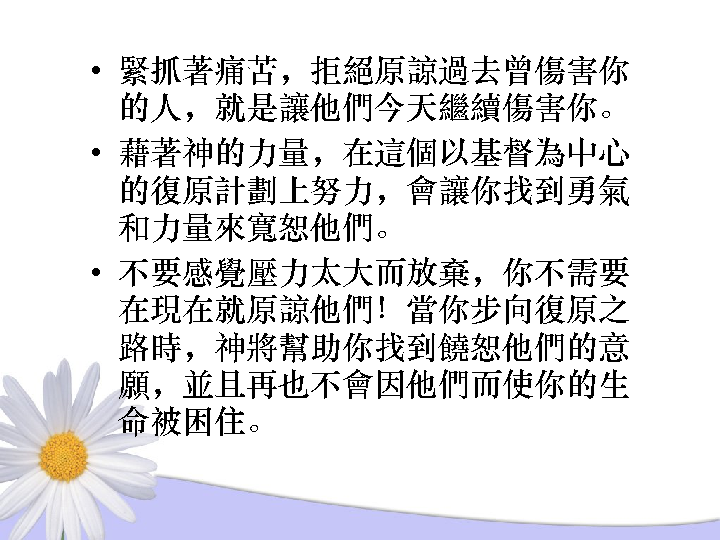 • 緊抓著痛苦，拒絕原諒過去曾傷害你
的人，就是讓他們今天繼續傷害你。
• 藉著神的力量，在這個以基督為中心
的復原計劃上努力，會讓你找到勇氣
和力量來寬恕他們。
• 不要感覺壓力太大而放棄，你不需要
在現在就原諒他們！當你步向復原之
路時，神將幫助你找到饒恕他們的意
願，並且再也不會因他們而使你的生
命被困住。